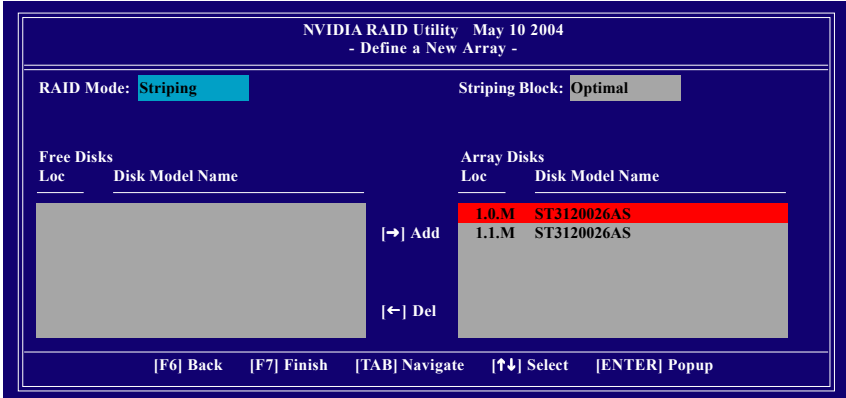 NVIDIA RAID Utility May 10 2004
- Define a New Array -
RAID Mode: Striping Striping Block: Optimal
Free Disks Array Disks
Loc Disk Model Name Loc Disk Model Name
1.0.M ST3120026AS
[→] Add 1.1.M ST3120026AS
[←] Del
[F6] Back [F7] Finish [TAB] Navigate [↑↓] Select [ENTER] Popup